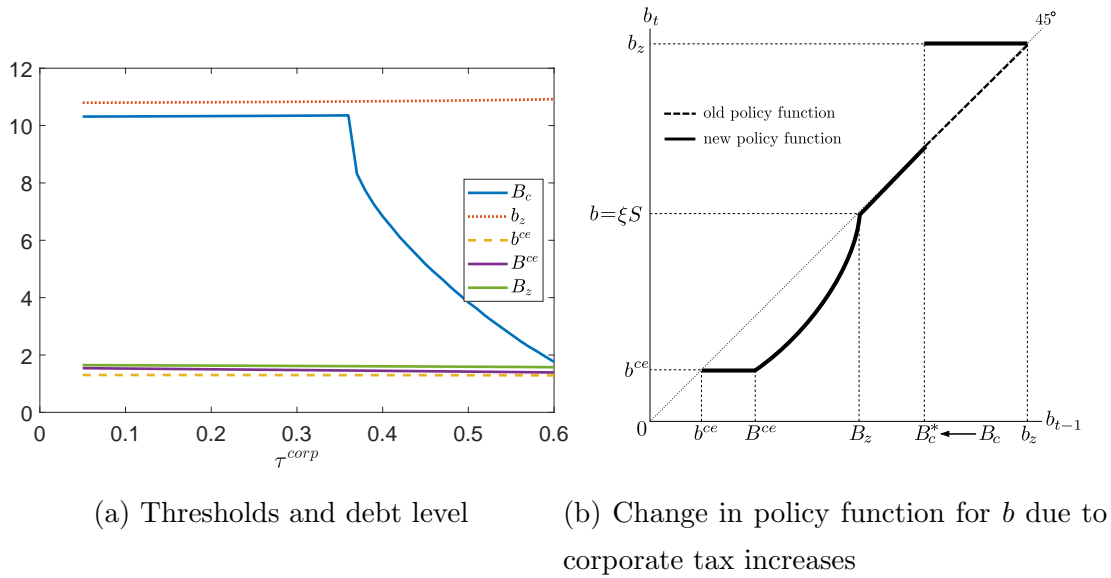 12
10
8
6
4
2
0
0 0.1 0.2 0.3 0.4 0.5 0.6
τ^{corp}
B_c
b_z
b^{ce}
B^{ce}
B_z
(a) Thresholds and debt level
b_t
45°
b_z
old policy function
new policy function
b=ξS
b^{ce}
0
b^{ce} B^{ce} B_z B_c^* ← B_c b_z
b_{t−1}
(b) Change in policy function for b due to
corporate tax increases